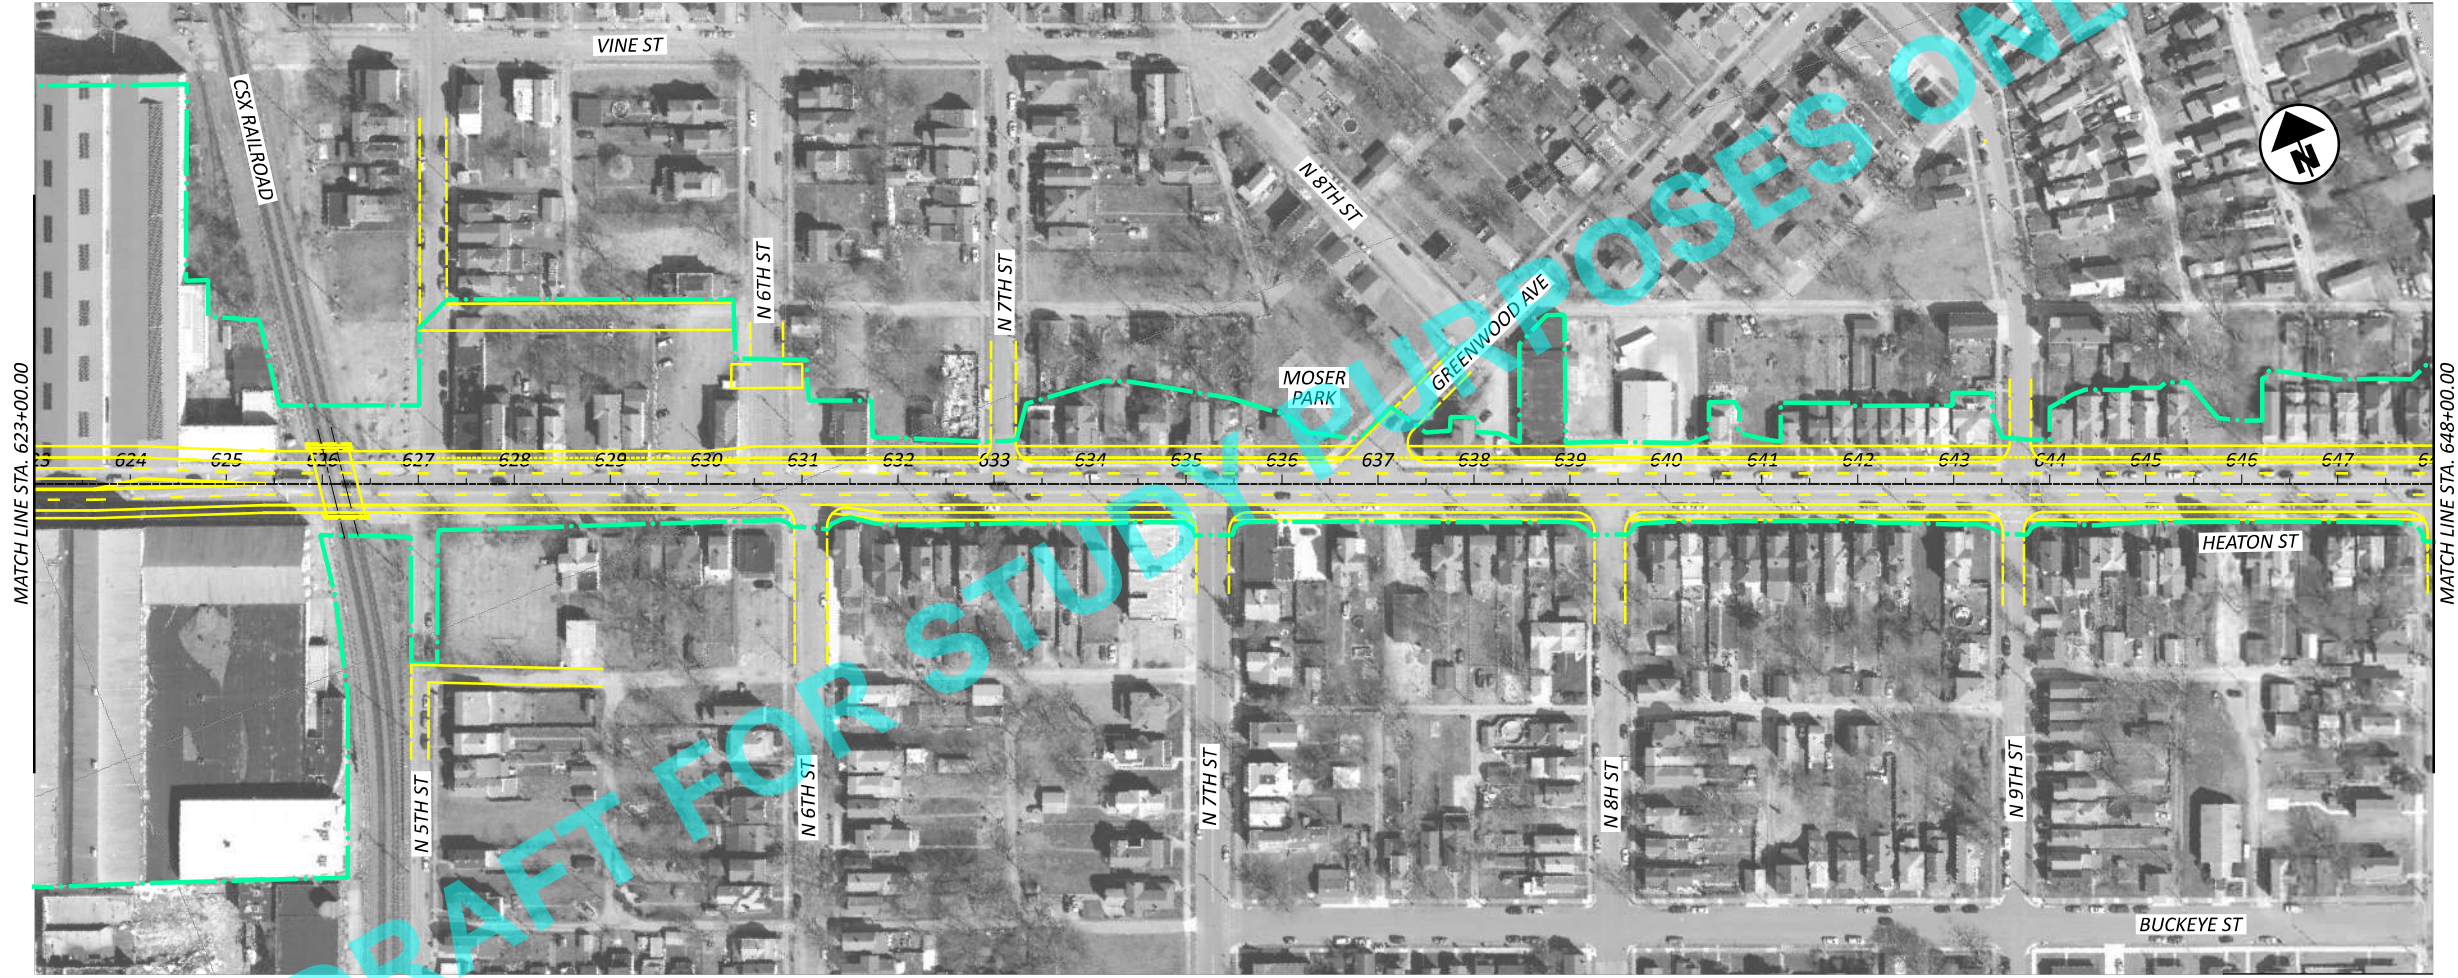 VINE ST
CSX RAILROAD
N
N 8TH ST
N 6TH ST
N 7TH ST
GREENWOOD AVE
MOSER
PARK
MATCH LINE STA. 623+00.00
624 625 626 627 628 629 630 631 632 633 634 635 636 637 638 639 640 641 642 643 644 645 646 647
MATCH LINE STA. 648+00.00
HEATON ST
N 5TH ST
N 6TH ST
N 7TH ST
N 8H ST
N 9TH ST
BUCKEYE ST
DRAFT FOR STUDY PURPOSES ONL